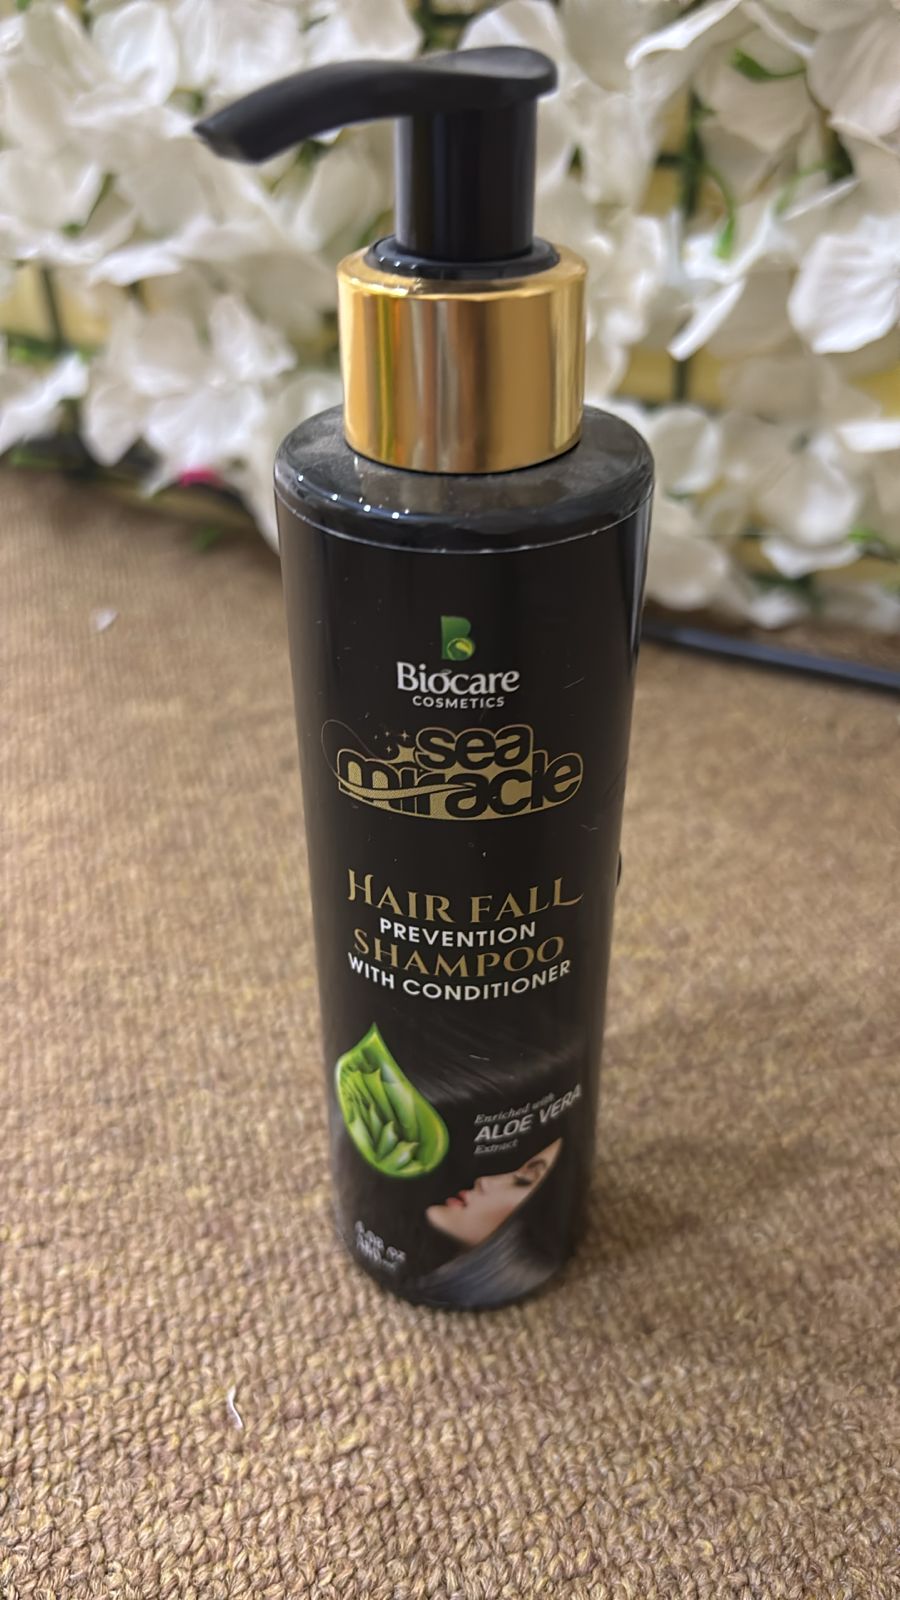 Biocare
COSMETICS
sea
miracle
HAIR FALL
PREVENTION
SHAMPOO
WITH CONDITIONER
Enriched with
ALOE VERA
Extract